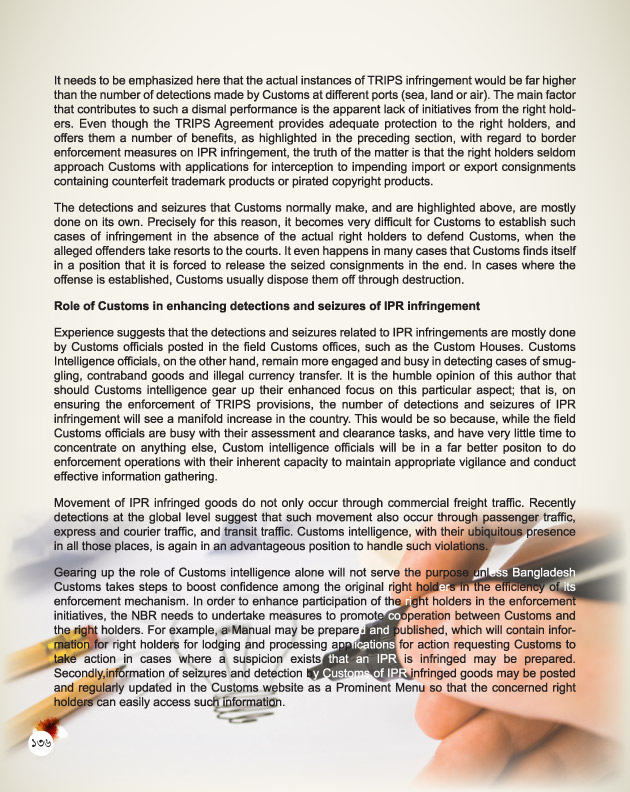 It needs to be emphasized here that the actual instances of TRIPS infringement would be far higher
than the number of detections made by Customs at different ports (sea, land or air). The main factor
that contributes to such a dismal performance is the apparent lack of initiatives from the right hold-
ers. Even though the TRIPS Agreement provides adequate protection to the right holders, and
offers them a number of benefits, as highlighted in the preceding section, with regard to border
enforcement measures on IPR infringement, the truth of the matter is that the right holders seldom
approach Customs with applications for interception to impending import or export consignments
containing counterfeit trademark products or pirated copyright products.
The detections and seizures that Customs normally make, and are highlighted above, are mostly
done on its own. Precisely for this reason, it becomes very difficult for Customs to establish such
cases of infringement in the absence of the actual right holders to defend Customs, when the
alleged offenders take resorts to the courts. It even happens in many cases that Customs finds itself
in a position that it is forced to release the seized consignments in the end. In cases where the
offense is established, Customs usually dispose them off through destruction.
Role of Customs in enhancing detections and seizures of IPR infringement
Experience suggests that the detections and seizures related to IPR infringements are mostly done
by Customs officials posted in the field Customs offices, such as the Custom Houses. Customs
Intelligence officials, on the other hand, remain more engaged and busy in detecting cases of smug-
gling, contraband goods and illegal currency transfer. It is the humble opinion of this author that
should Customs intelligence gear up their enhanced focus on this particular aspect; that is, on
ensuring the enforcement of TRIPS provisions, the number of detections and seizures of IPR
infringement will see a manifold increase in the country. This would be so because, while the field
Customs officials are busy with their assessment and clearance tasks, and have very little time to
concentrate on anything else, Custom intelligence officials will be in a far better positon to do
enforcement operations with their inherent capacity to maintain appropriate vigilance and conduct
effective information gathering.
Movement of IPR infringed goods do not only occur through commercial freight traffic. Recently
detections at the global level suggest that such movement also occur through passenger traffic,
express and courier traffic, and transit traffic. Customs intelligence, with their ubiquitous presence
in all those places, is again in an advantageous position to handle such violations.
Gearing up the role of Customs intelligence alone will not serve the purpose unless Bangladesh
Customs takes steps to boost confidence among the original right holders in the efficiency of its
enforcement mechanism. In order to enhance participation of the right holders in the enforcement
initiatives, the NBR needs to undertake measures to promote cooperation between Customs and
the right holders. For example, a Manual may be prepared and published, which will contain infor-
mation for right holders for lodging and processing applications for action requesting Customs to
take action in cases where a suspicion exists that an IPR is infringed may be prepared.
Secondly,information of seizures and detection by Customs of IPR infringed goods may be posted
and regularly updated in the Customs website as a Prominent Menu so that the concerned right
holders can easily access such information.
১৩৬